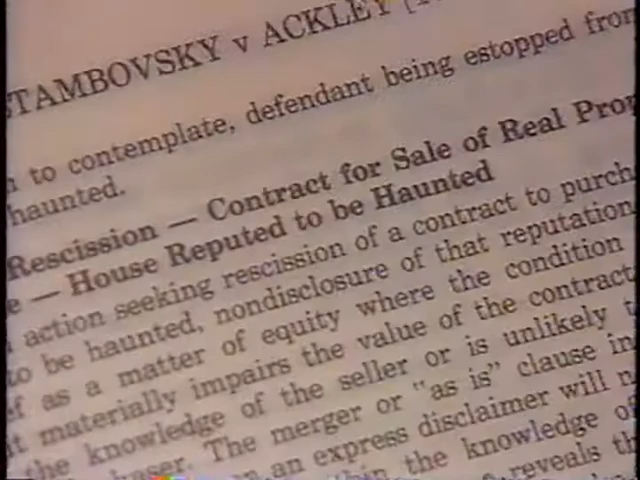 STAMBOVSKY v ACKLEY
to contemplate, defendant being estopped from
haunted.
Rescission — Contract for Sale of Real Prop
e — House Reputed to be Haunted
action seeking rescission of a contract to purch
to be haunted, nondisclosure of that reputation
ef as a matter of equity where the condition
materially impairs the value of the contract
the knowledge of the seller or is unlikely
The merger or "as is" clause in
an express disclaimer will n
the knowledge of
reveals